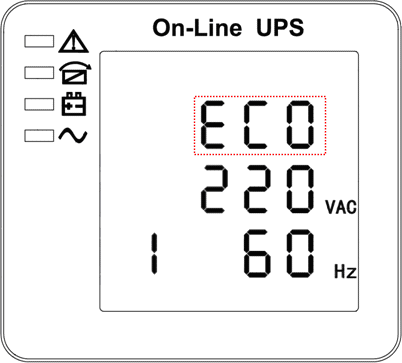 On-Line UPS
ECO
220 VAC
1 60 Hz